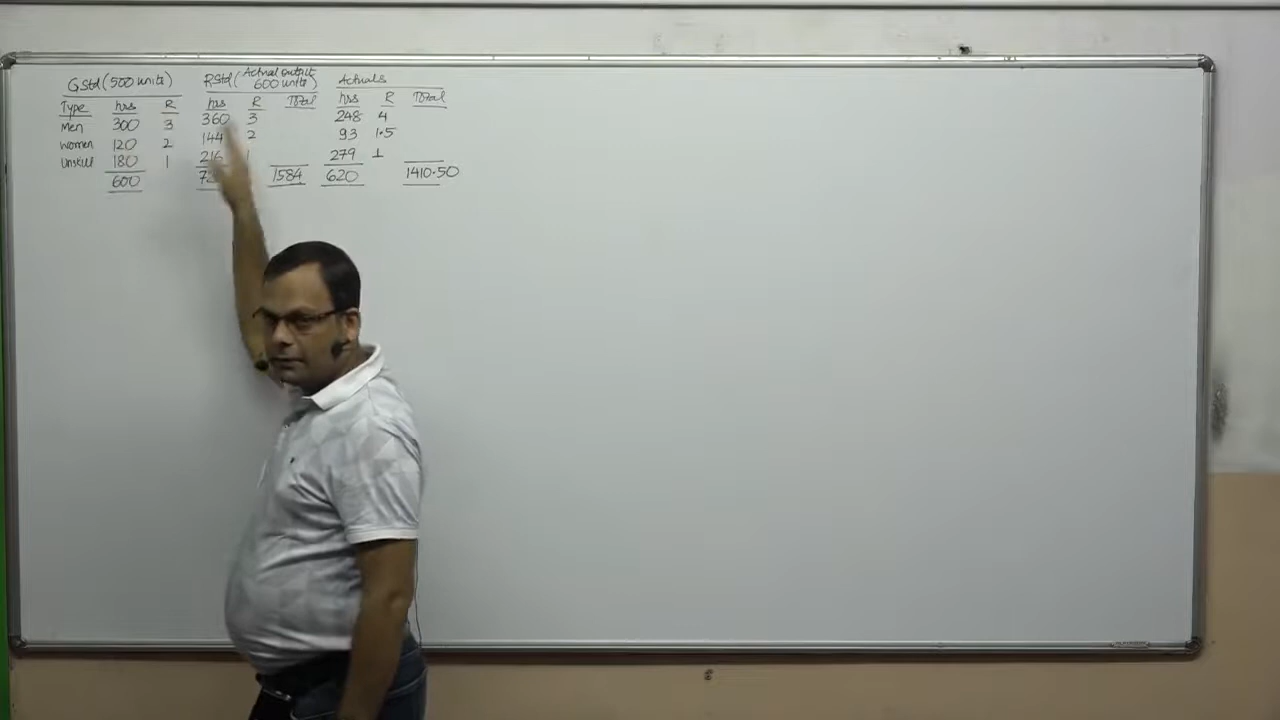 GStd (500 units) RStd (Actual output 600 units) Actuals
Type hrs R hrs R Total hrs R Total
Men 300 3 360 3 248 4
Women 120 2 144 2 93 1.5
Unskill 180 1 216 1 279 1
600 1584 620 1410.50